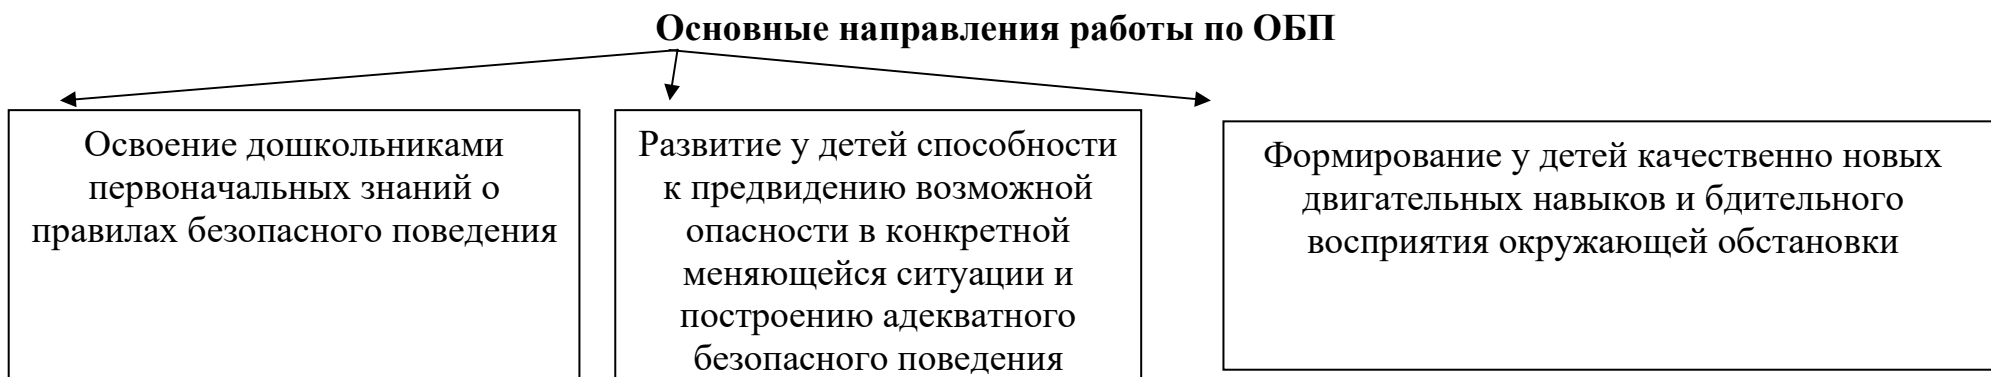 Основные направления работы по ОБП
Освоение дошкольниками
первоначальных знаний о
правилах безопасного поведения
Развитие у детей способности
к предвидению возможной
опасности в конкретной
меняющейся ситуации и
построению адекватного
безопасного поведения
Формирование у детей качественно новых
двигательных навыков и бдительного
восприятия окружающей обстановки